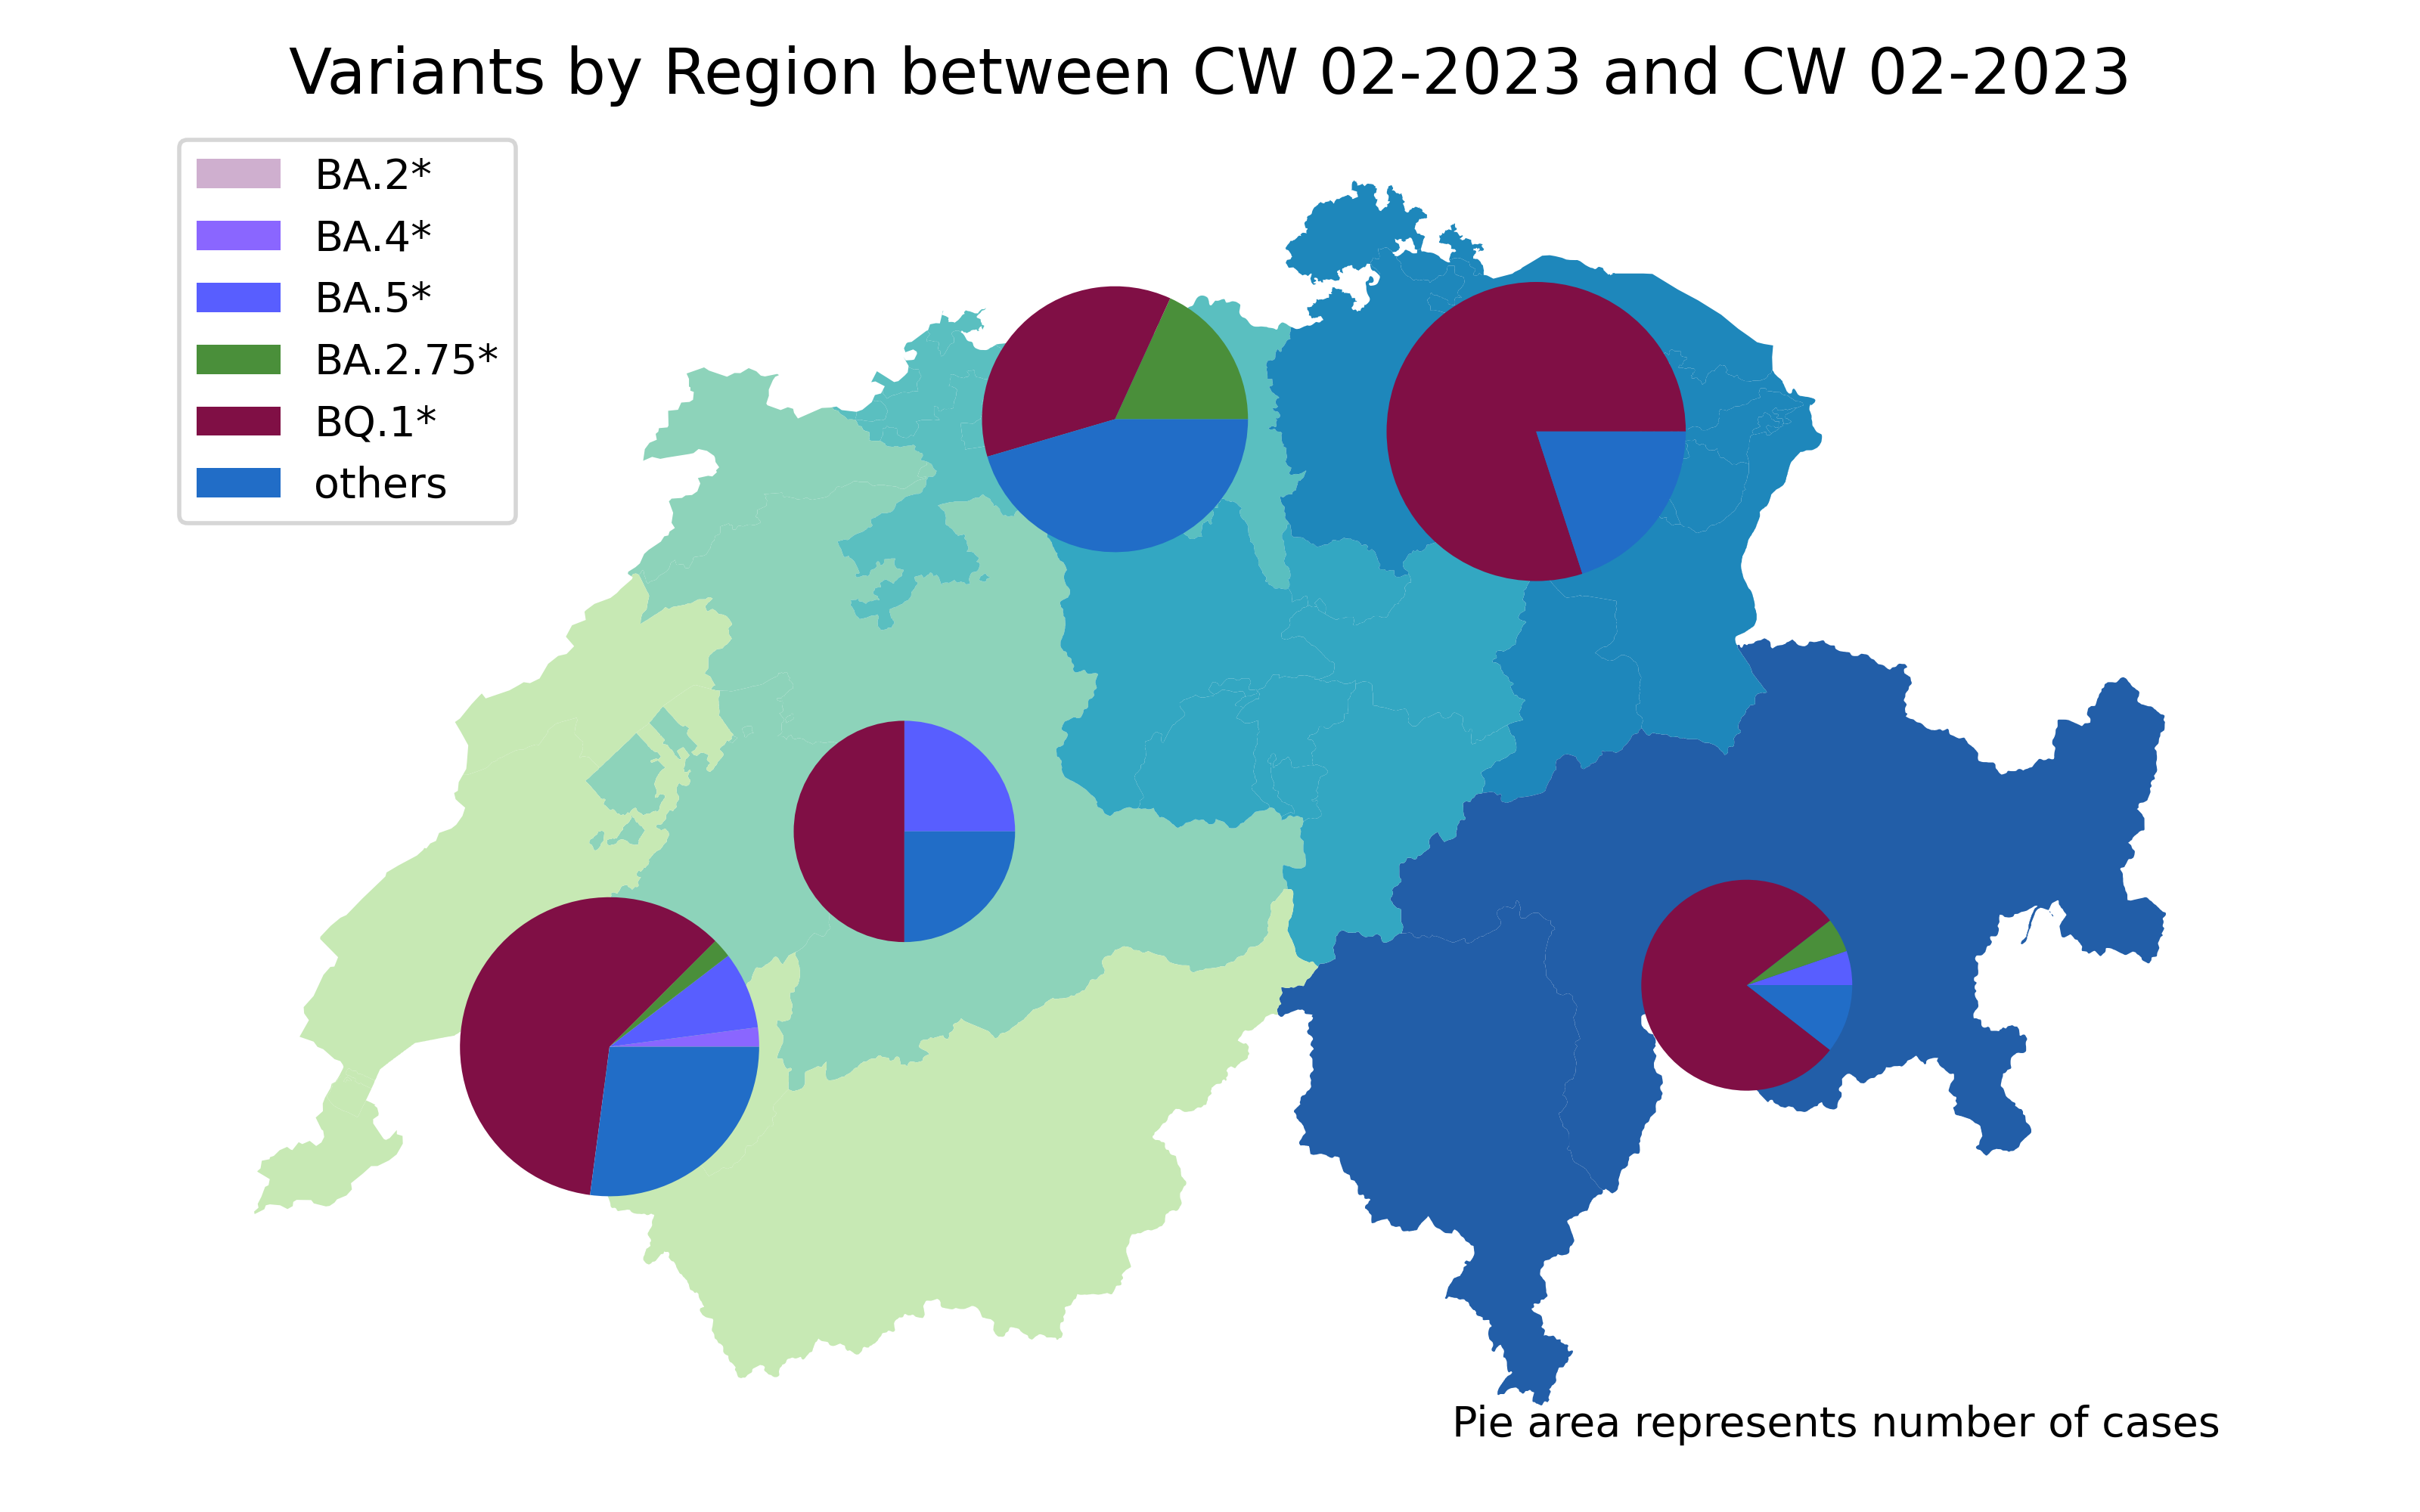 Variants by Region between CW 02-2023 and CW 02-2023
BA.2*
BA.4*
BA.5*
BA.2.75*
BQ.1*
others
Pie area represents number of cases